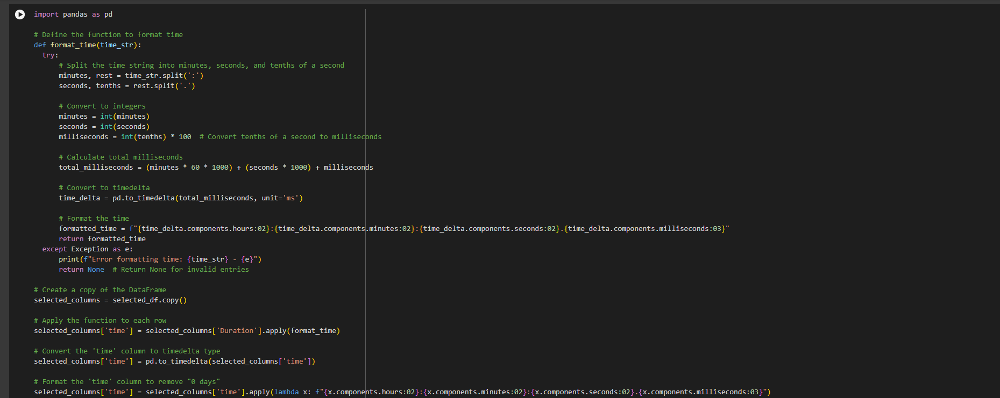 import pandas as pd
# Define the function to format time
def format_time(time_str):
try:
# Split the time string into minutes, seconds, and tenths of a second
minutes, rest = time_str.split(':')
seconds, tenths = rest.split('.')
# Convert to integers
minutes = int(minutes)
seconds = int(seconds)
milliseconds = int(tenths) * 100  # Convert tenths of a second to milliseconds
# Calculate total milliseconds
total_milliseconds = (minutes * 60 * 1000) + (seconds * 1000) + milliseconds
# Convert to timedelta
time_delta = pd.to_timedelta(total_milliseconds, unit='ms')
# Format the time
formatted_time = f"{time_delta.components.hours:02}:{time_delta.components.minutes:02}:{time_delta.components.seconds:02}.{time_delta.components.milliseconds:03}"
return formatted_time
except Exception as e:
print(f"Error formatting time: {time_str} - {e}")
return None  # Return None for invalid entries
# Create a copy of the DataFrame
selected_columns = selected_df.copy()
# Apply the function to each row
selected_columns['time'] = selected_columns['Duration'].apply(format_time)
# Convert the 'time' column to timedelta type
selected_columns['time'] = pd.to_timedelta(selected_columns['time'])
# Format the 'time' column to remove "0 days"
selected_columns['time'] = selected_columns['time'].apply(lambda x: f"{x.components.hours:02}:{x.components.minutes:02}:{x.components.seconds:02}.{x.components.milliseconds:03}")